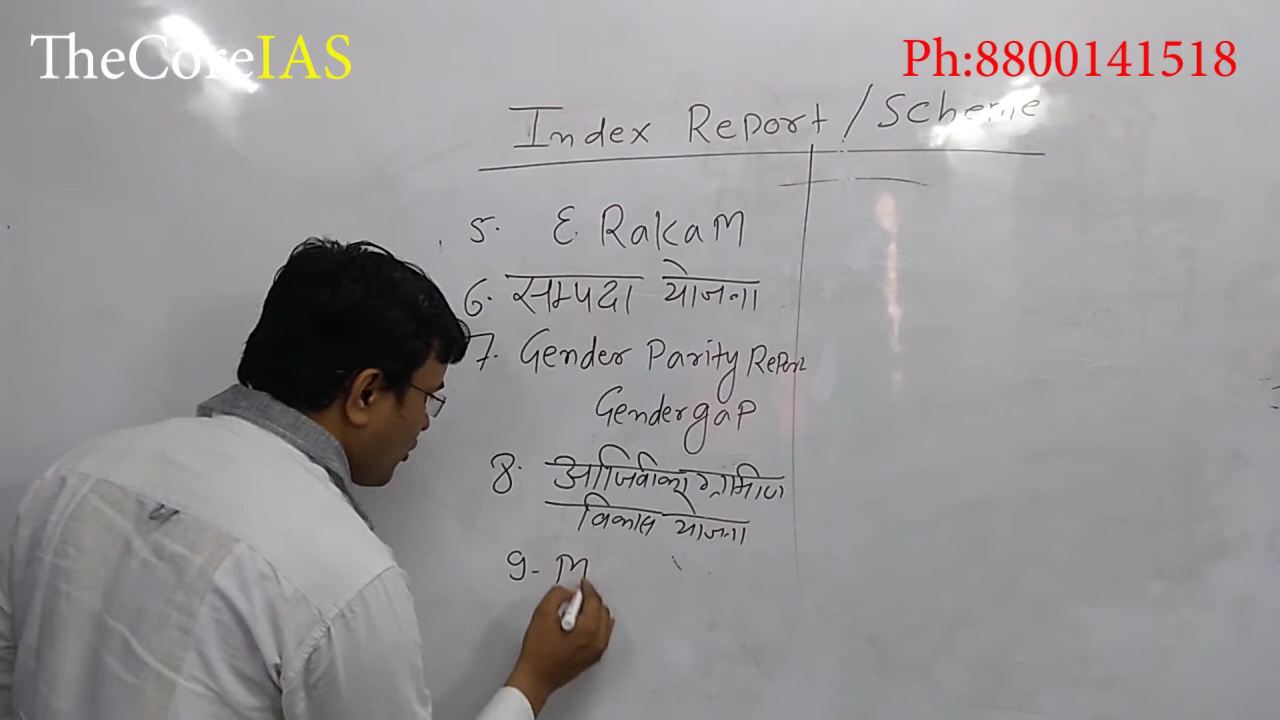 TheCoreIAS
Ph:8800141518
Index Report / Scheme
5. E. Rakam
6. सम्पदा योजना
7. Gender Parity Report
Gender gap
8. आजिविका ग्रामिण
विकास योजना
9- M